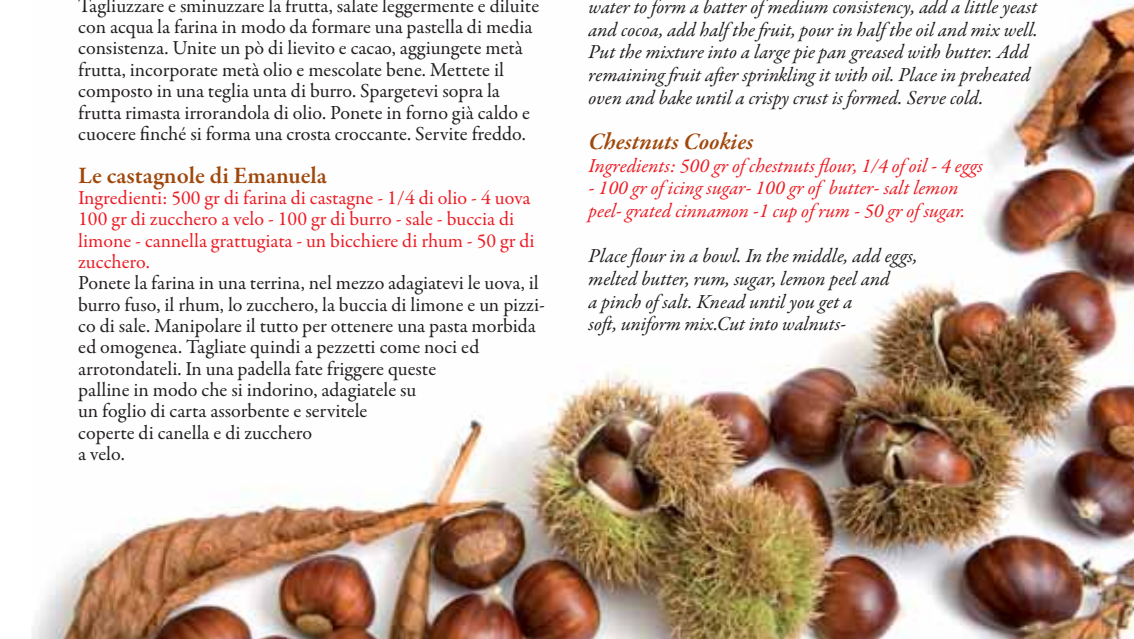 Tagliuzzare e sminuzzare la frutta, salate leggermente e diluite
con acqua la farina in modo da formare una pastella di media
consistenza. Unite un pò di lievito e cacao, aggiungete metà
frutta, incorporate metà olio e mescolate bene. Mettete il
composto in una teglia unta di burro. Spargetevi sopra la
frutta rimasta irrorandola di olio. Ponete in forno già caldo e
cuocere finché si forma una crosta croccante. Servite freddo.
Le castagnole di Emanuela
Ingredienti: 500 gr di farina di castagne - 1/4 di olio - 4 uova
100 gr di zucchero a velo - 100 gr di burro - sale - buccia di
limone - cannella grattugiata - un bicchiere di rhum - 50 gr di
zucchero.
Ponete la farina in una terrina, nel mezzo adagiatevi le uova, il
burro fuso, il rhum, lo zucchero, la buccia di limone e un pizzi-
co di sale. Manipolare il tutto per ottenere una pasta morbida
ed omogenea. Tagliate quindi a pezzetti come noci ed
arrotondateli. In una padella fate friggere queste
palline in modo che si indorino, adagiatele su
un foglio di carta assorbente e servitele
coperte di canella e di zucchero
a velo.
water to form a batter of medium consistency, add a little yeast
and cocoa, add half the fruit, pour in half the oil and mix well.
Put the mixture into a large pie pan greased with butter. Add
remaining fruit after sprinkling it with oil. Place in preheated
oven and bake until a crispy crust is formed. Serve cold.
Chestnuts Cookies
Ingredients: 500 gr of chestnuts flour, 1/4 of oil - 4 eggs
- 100 gr of icing sugar- 100 gr of butter- salt lemon
peel- grated cinnamon -1 cup of rum - 50 gr of sugar.
Place flour in a bowl. In the middle, add eggs,
melted butter, rum, sugar, lemon peel and
a pinch of salt. Knead until you get a
soft, uniform mix.Cut into walnuts-